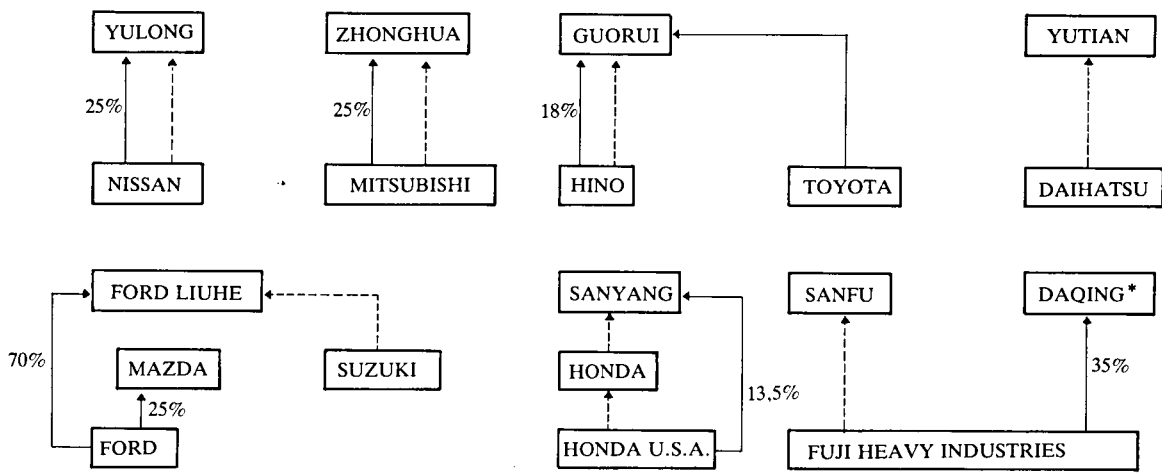 YULONG
ZHONGHUA
GUORUI
YUTIAN
25%
25%
18%
NISSAN
MITSUBISHI
HINO
TOYOTA
DAIHATSU
FORD LIUHE
SANYANG
SANFU
DAQING*
70%
MAZDA
SUZUKI
HONDA
13,5%
35%
25%
FORD
HONDA U.S.A.
FUJI HEAVY INDUSTRIES